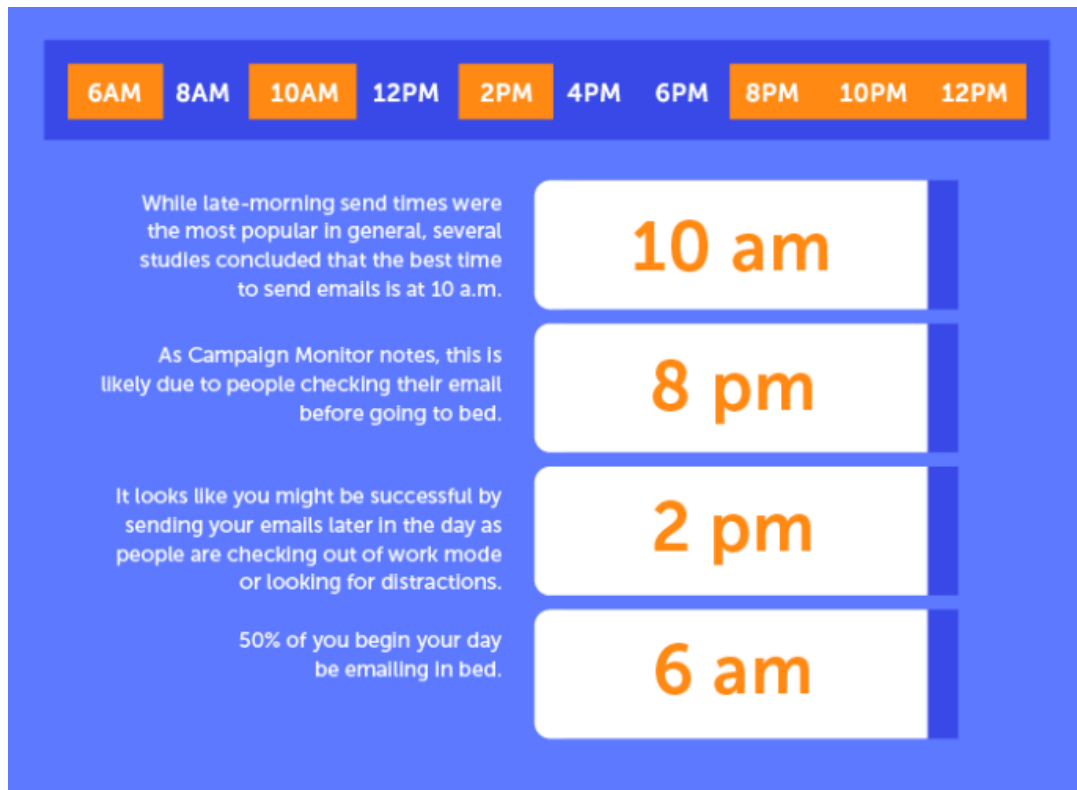 6AM 8AM 10AM 12PM 2PM 4PM 6PM 8PM 10PM 12PM
While late-morning send times were
the most popular in general, several
studies concluded that the best time
to send emails is at 10 a.m.
10 am
As Campaign Monitor notes, this is
likely due to people checking their email
before going to bed.
8 pm
It looks like you might be successful by
sending your emails later in the day as
people are checking out of work mode
or looking for distractions.
2 pm
50% of you begin your day
be emailing in bed.
6 am